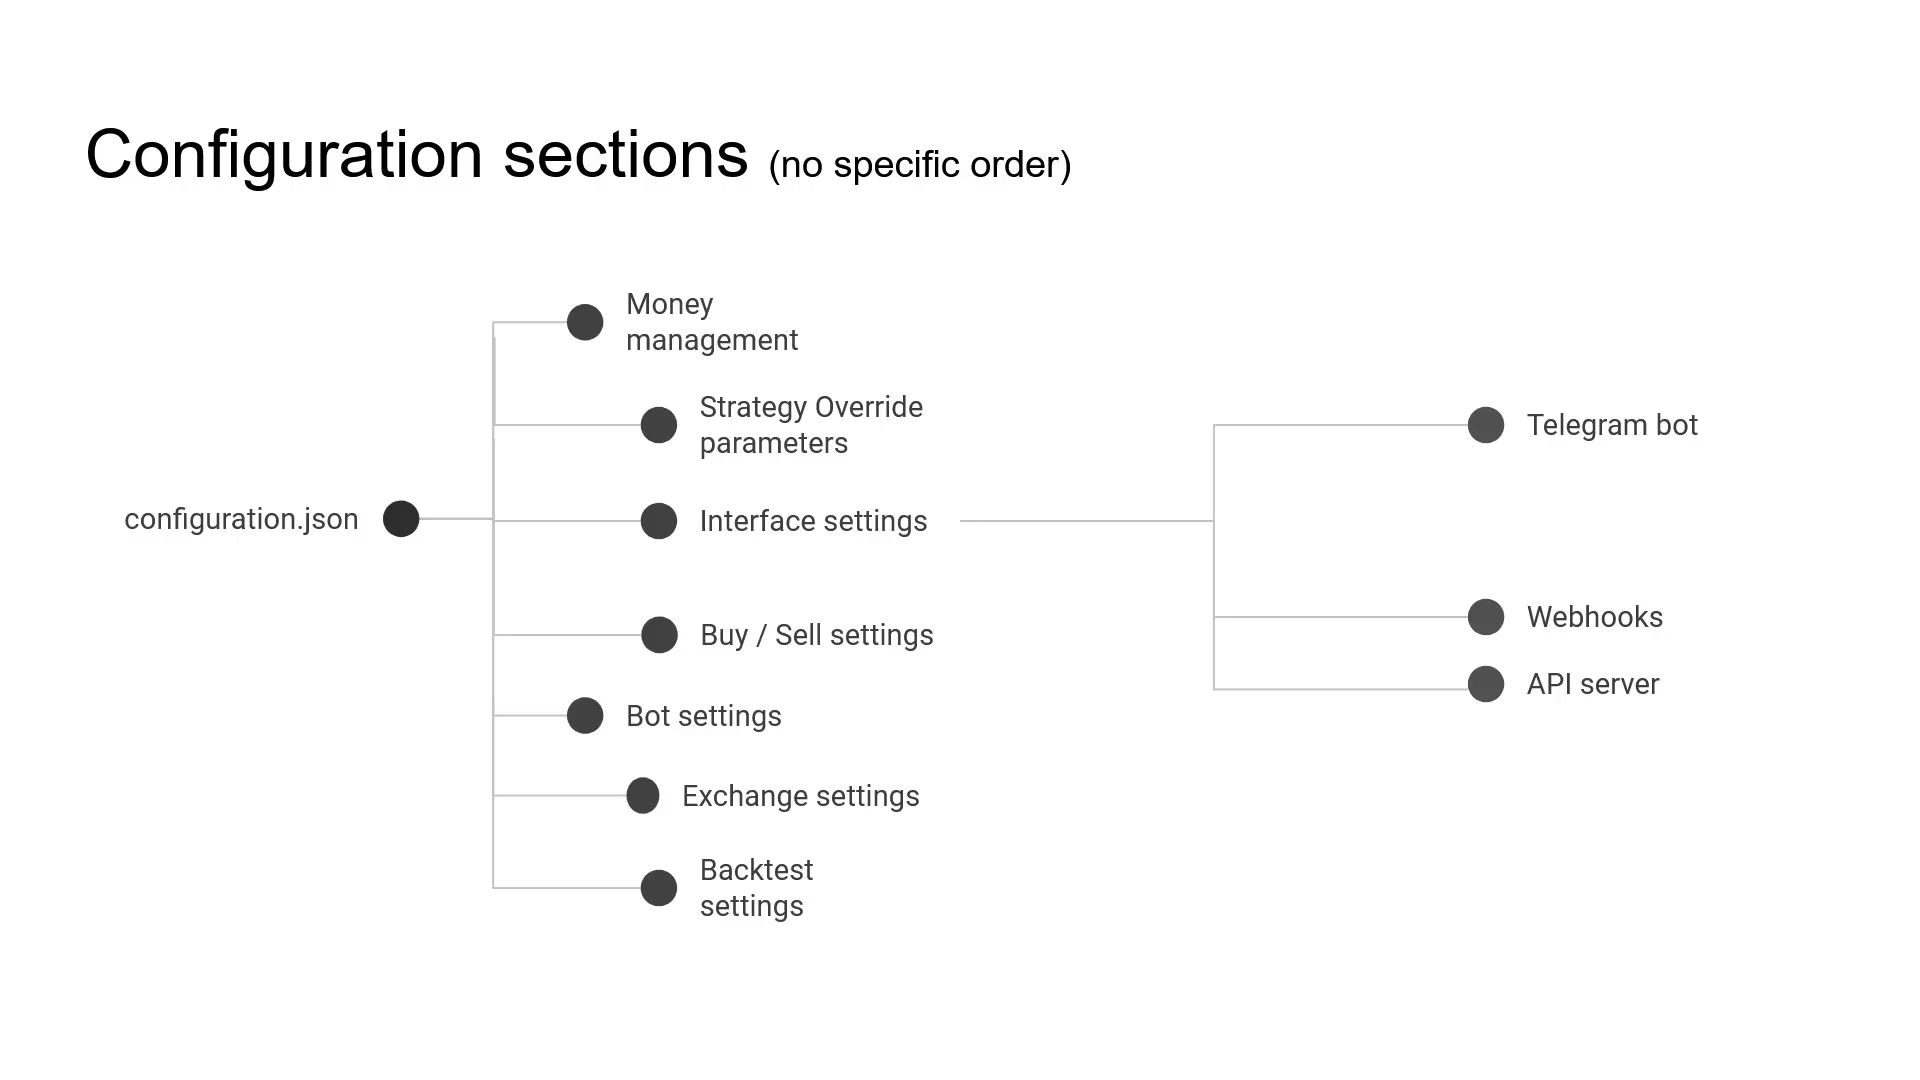 Configuration sections (no specific order)
configuration.json
Money
management
Strategy Override
parameters
Interface settings
Buy / Sell settings
Bot settings
Exchange settings
Backtest
settings
Telegram bot
Webhooks
API server